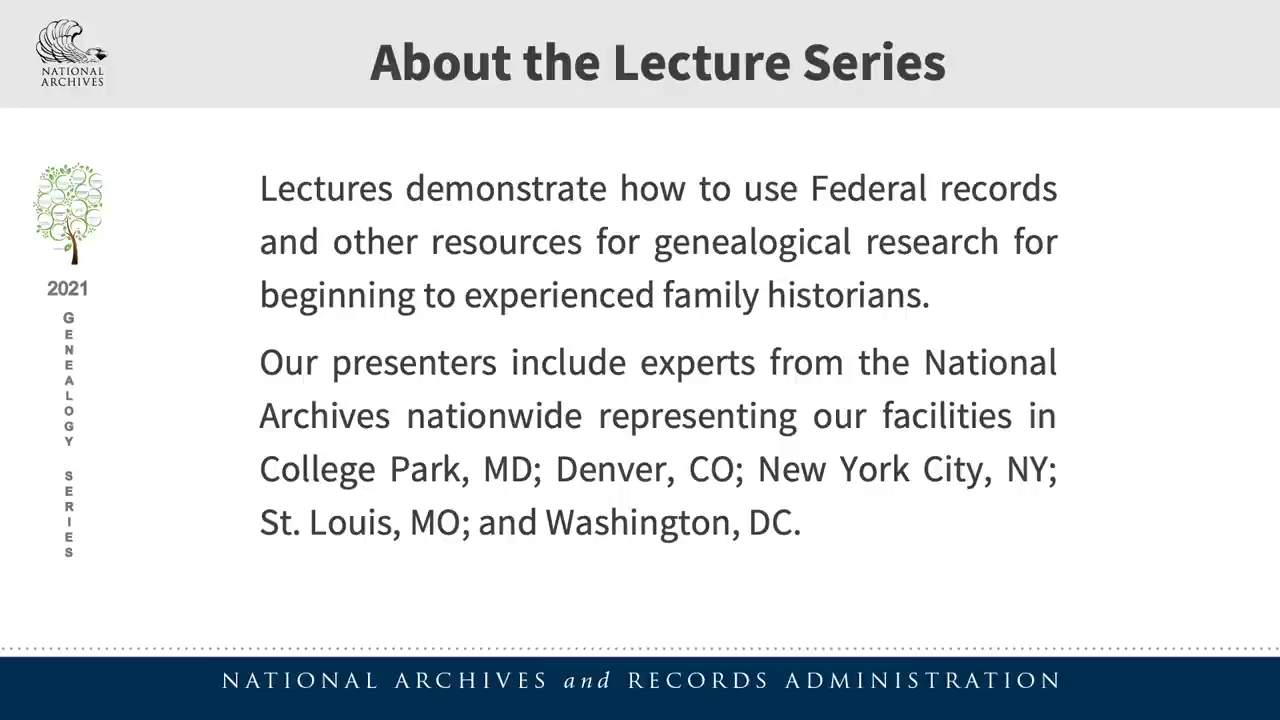 NATIONAL
ARCHIVES
About the Lecture Series
2021
GENEALOGY SERIES
Lectures demonstrate how to use Federal records
and other resources for genealogical research for
beginning to experienced family historians.
Our presenters include experts from the National
Archives nationwide representing our facilities in
College Park, MD; Denver, CO; New York City, NY;
St. Louis, MO; and Washington, DC.
NATIONAL ARCHIVES and RECORDS ADMINISTRATION